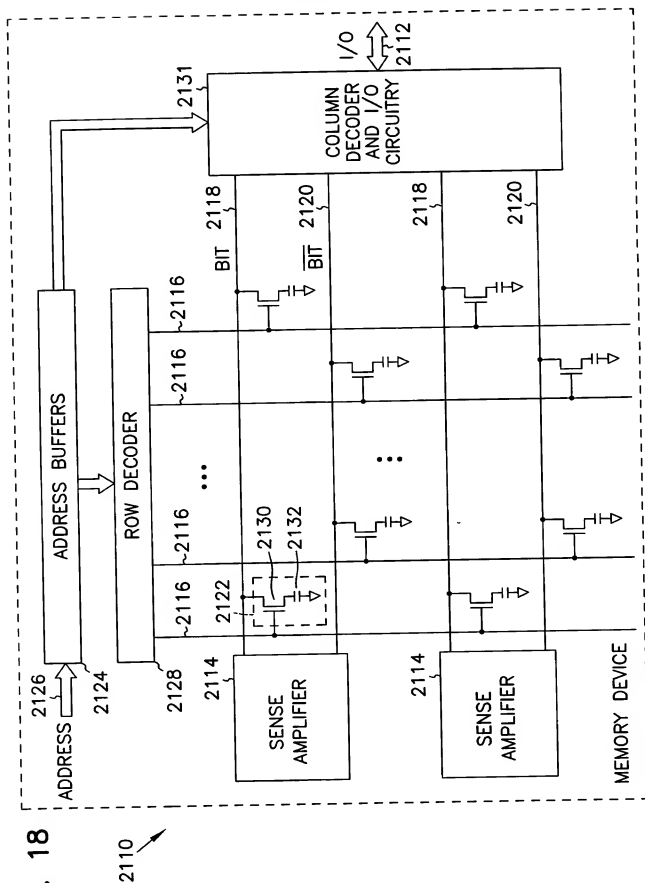 . 18
2110
2126
ADDRESS
2124
ADDRESS BUFFERS
2128
ROW DECODER
2131
COLUMN
DECODER
AND I/O
CIRCUITRY
I/O
2112
2116
2116
2116
2116
...
2122
2130
2132
BIT
2118
BIT
2120
...
2118
2120
2114
SENSE
AMPLIFIER
2114
SENSE
AMPLIFIER
MEMORY DEVICE